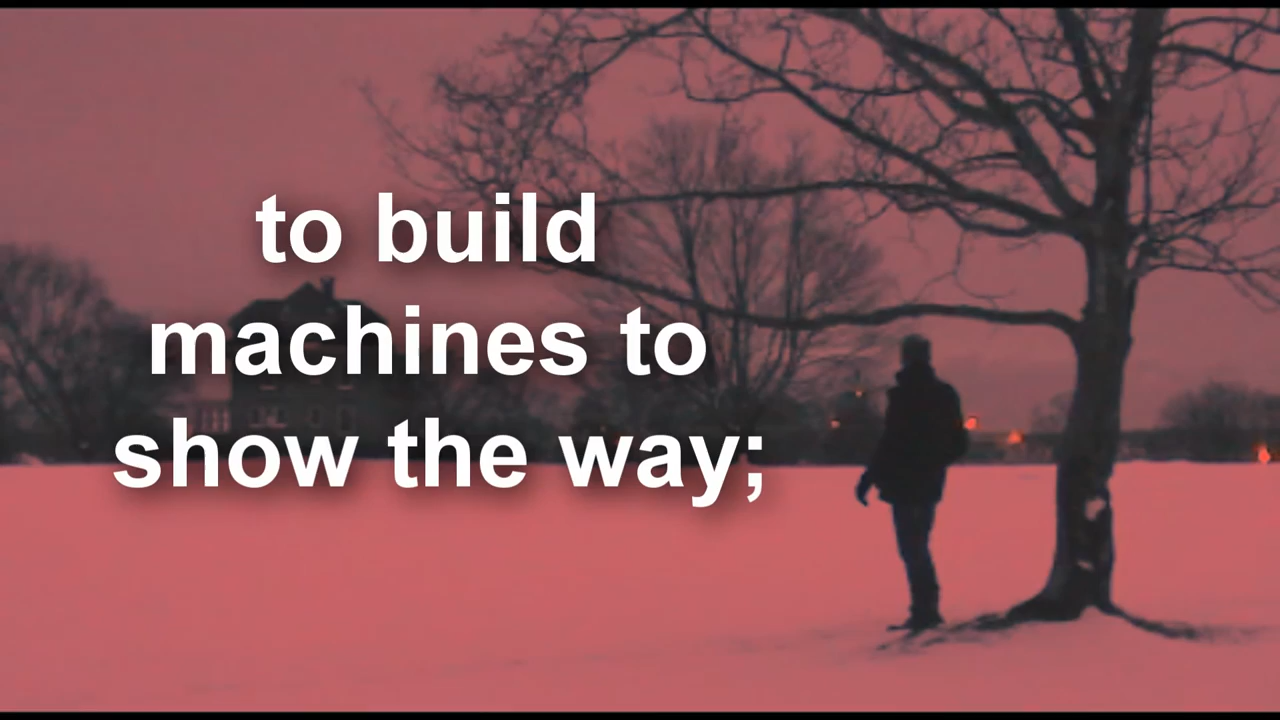 to build
machines to
show the way;